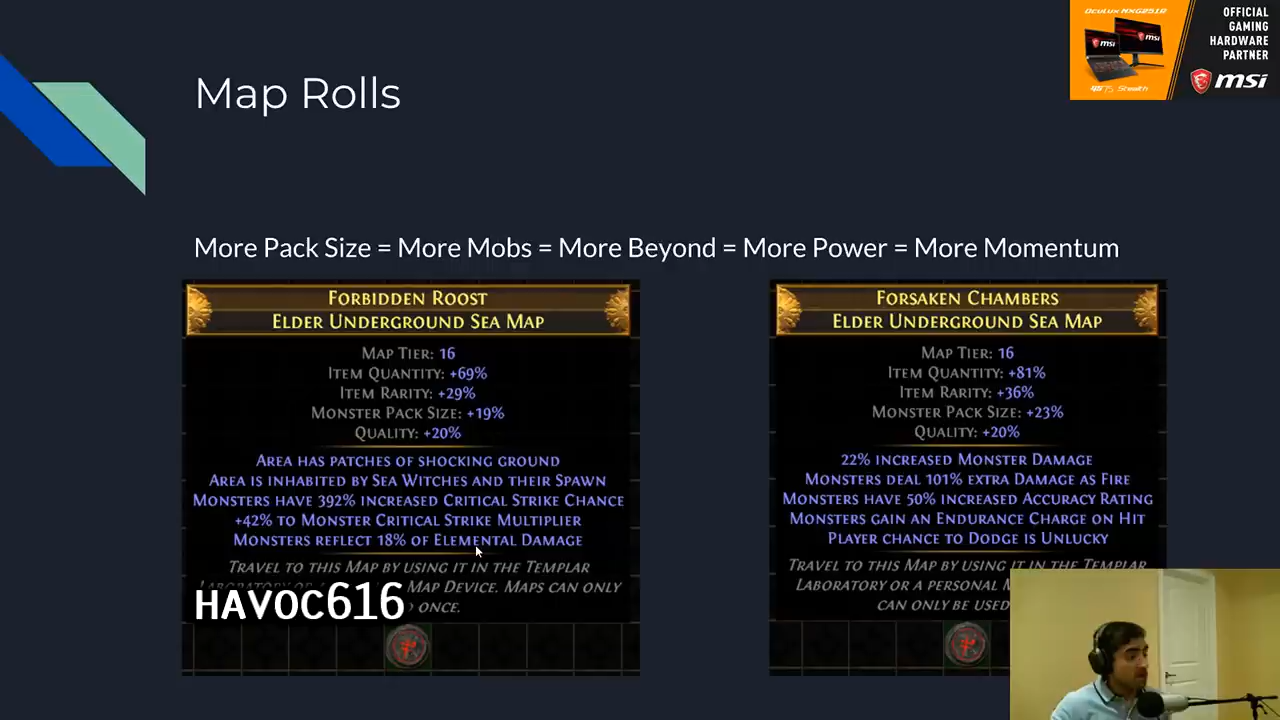 OCULUX NXG251R
OFFICIAL
GAMING
HARDWARE
PARTNER
msi
GS75 Stealth
Map Rolls
More Pack Size = More Mobs = More Beyond = More Power = More Momentum
FORBIDDEN ROOST
ELDER UNDERGROUND SEA MAP
MAP TIER: 16
ITEM QUANTITY: +69%
ITEM RARITY: +29%
MONSTER PACK SIZE: +19%
QUALITY: +20%
AREA HAS PATCHES OF SHOCKING GROUND
AREA IS INHABITED BY SEA WITCHES AND THEIR SPAWN
MONSTERS HAVE 392% INCREASED CRITICAL STRIKE CHANCE
+42% TO MONSTER CRITICAL STRIKE MULTIPLIER
MONSTERS REFLECT 18% OF ELEMENTAL DAMAGE
TRAVEL TO THIS MAP BY USING IT IN THE TEMPLAR
LABORATORY OR MAP DEVICE. MAPS CAN ONLY
ONCE.
HAVOC616
FORSAKEN CHAMBERS
ELDER UNDERGROUND SEA MAP
MAP TIER: 16
ITEM QUANTITY: +81%
ITEM RARITY: +36%
MONSTER PACK SIZE: +23%
QUALITY: +20%
22% INCREASED MONSTER DAMAGE
MONSTERS DEAL 101% EXTRA DAMAGE AS FIRE
MONSTERS HAVE 50% INCREASED ACCURACY RATING
MONSTERS GAIN AN ENDURANCE CHARGE ON HIT
PLAYER CHANCE TO DODGE IS UNLUCKY
TRAVEL TO THIS MAP BY USING IT IN THE TEMPLAR
LABORATORY OR A PERSONAL
CAN ONLY BE USED